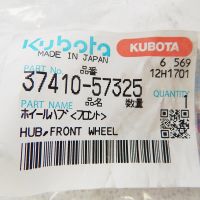 Kubota
MADE IN JAPAN
KUBOTA
6 569
12H1701
PART No. 品番
37410-57325
PART NAME 品名 数量
ホイールハブ<フロント> 1
HUB,FRONT WHEEL